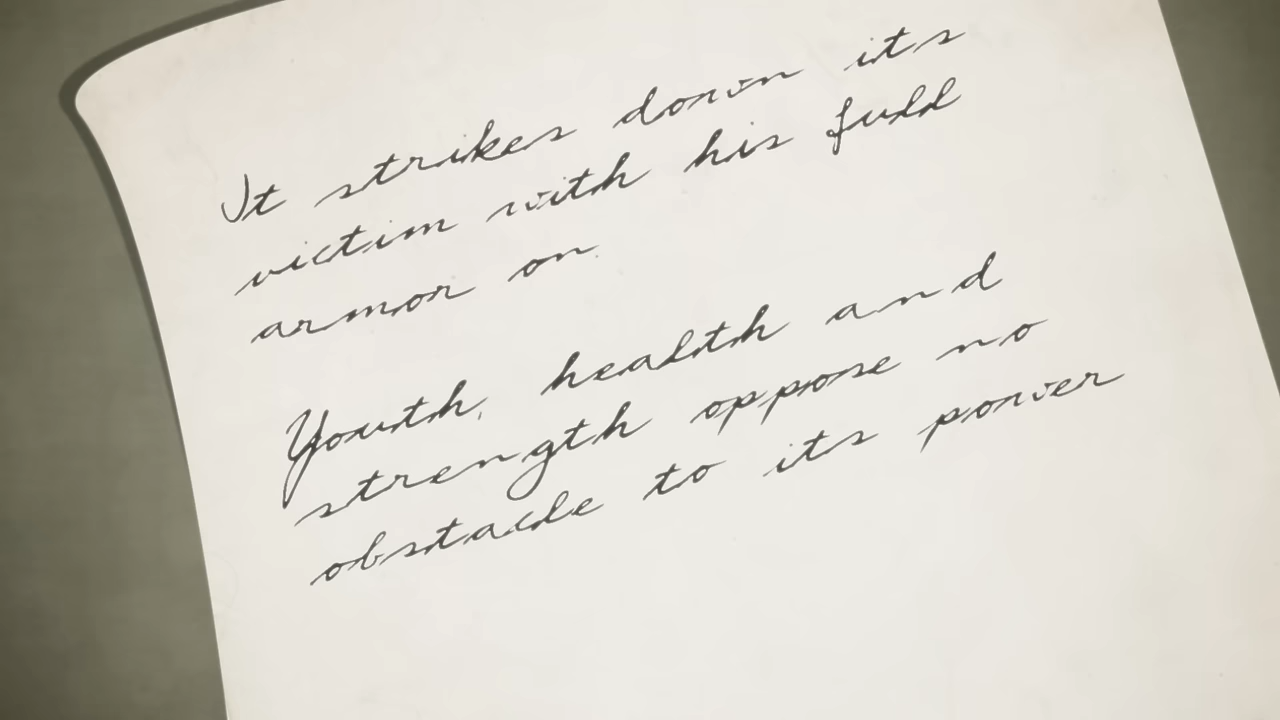 It strikes down its
victim with his full
armor on
Youth, health and
strength oppose no
obstacle to its power